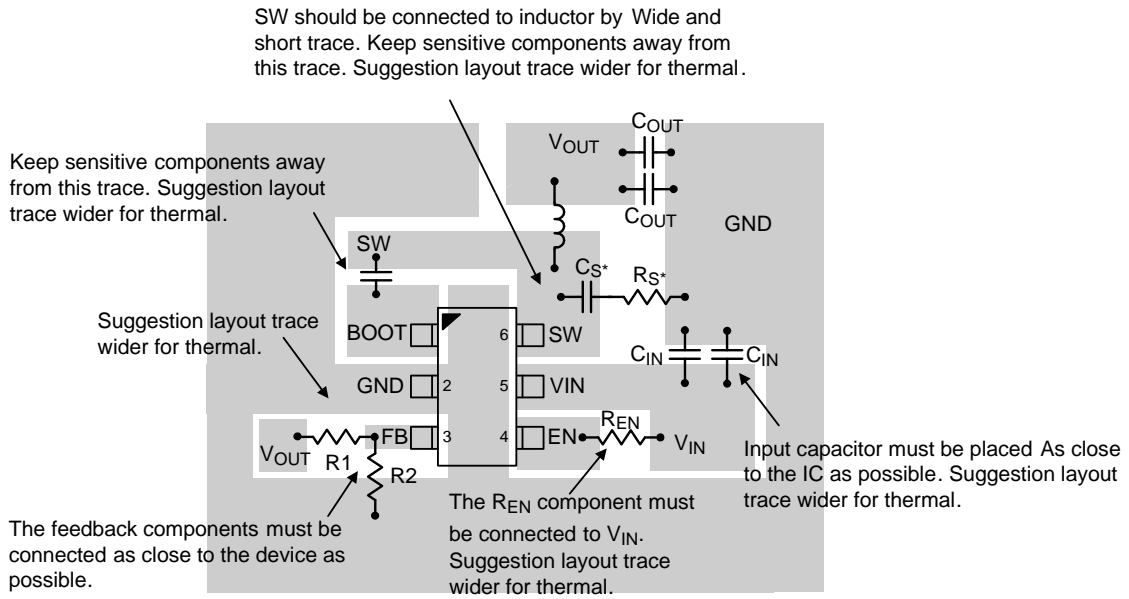 SW should be connected to inductor by Wide and
short trace. Keep sensitive components away from
this trace. Suggestion layout trace wider for thermal.
Keep sensitive components away
from this trace. Suggestion layout
trace wider for thermal.
COUT
VOUT
COUT
GND
SW
CS*
RS*
Suggestion layout trace
wider for thermal.
BOOT
6
SW
CIN
CIN
GND
2
5
VIN
FB
3
4
EN
REN
VIN
VOUT
R1
R2
Input capacitor must be placed As close
to the IC as possible. Suggestion layout
trace wider for thermal.
The feedback components must be
connected as close to the device as
possible.
The REN component must
be connected to VIN.
Suggestion layout trace
wider for thermal.